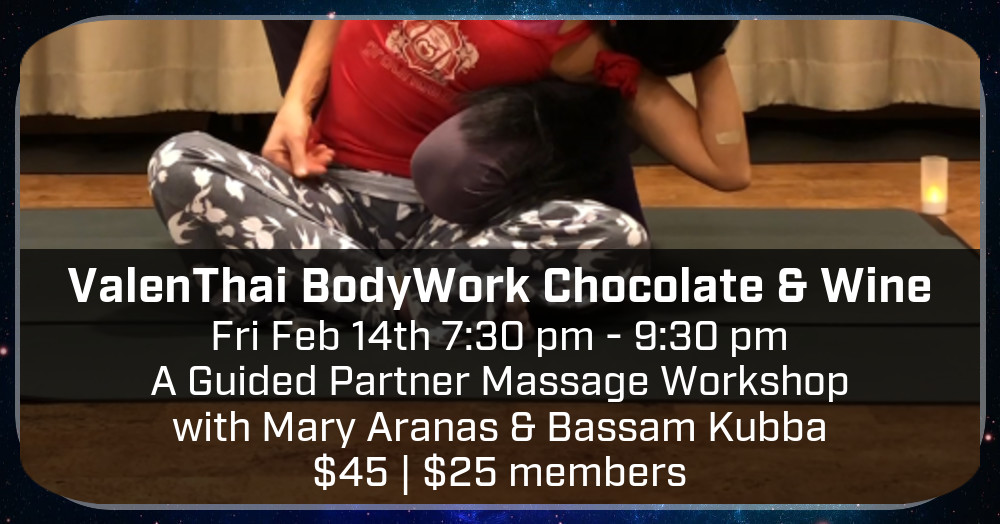 ValenThai BodyWork Chocolate & Wine
Fri Feb 14th 7:30 pm - 9:30 pm
A Guided Partner Massage Workshop
with Mary Aranas & Bassam Kubba
$45 | $25 members